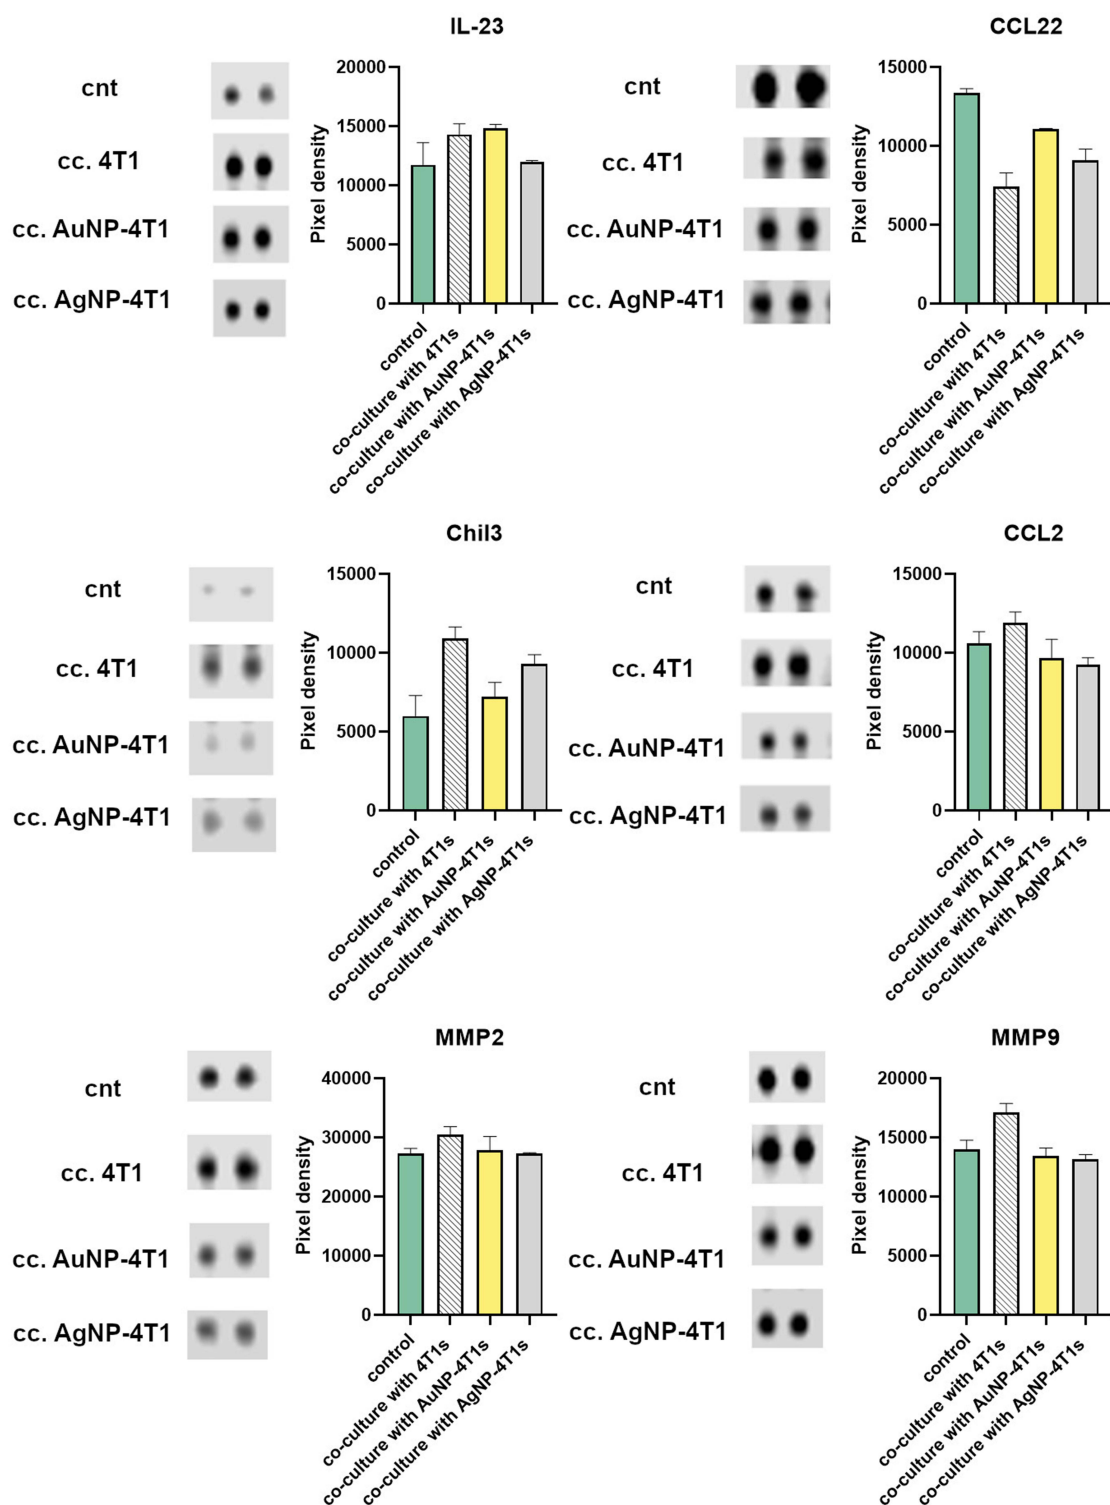 IL-23
cnt
cc. 4T1
cc. AuNP-4T1
cc. AgNP-4T1
Pixel density
20000
15000
10000
5000
0
control
co-culture with 4T1s
co-culture with AuNP-4T1s
co-culture with AgNP-4T1s
CCL22
cnt
cc. 4T1
cc. AuNP-4T1
cc. AgNP-4T1
Pixel density
15000
10000
5000
0
control
co-culture with 4T1s
co-culture with AuNP-4T1s
co-culture with AgNP-4T1s
Chil3
cnt
cc. 4T1
cc. AuNP-4T1
cc. AgNP-4T1
Pixel density
15000
10000
5000
0
control
co-culture with 4T1s
co-culture with AuNP-4T1s
co-culture with AgNP-4T1s
CCL2
cnt
cc. 4T1
cc. AuNP-4T1
cc. AgNP-4T1
Pixel density
15000
10000
5000
0
control
co-culture with 4T1s
co-culture with AuNP-4T1s
co-culture with AgNP-4T1s
MMP2
cnt
cc. 4T1
cc. AuNP-4T1
cc. AgNP-4T1
Pixel density
40000
30000
20000
10000
0
control
co-culture with 4T1s
co-culture with AuNP-4T1s
co-culture with AgNP-4T1s
MMP9
cnt
cc. 4T1
cc. AuNP-4T1
cc. AgNP-4T1
Pixel density
20000
15000
10000
5000
0
control
co-culture with 4T1s
co-culture with AuNP-4T1s
co-culture with AgNP-4T1s